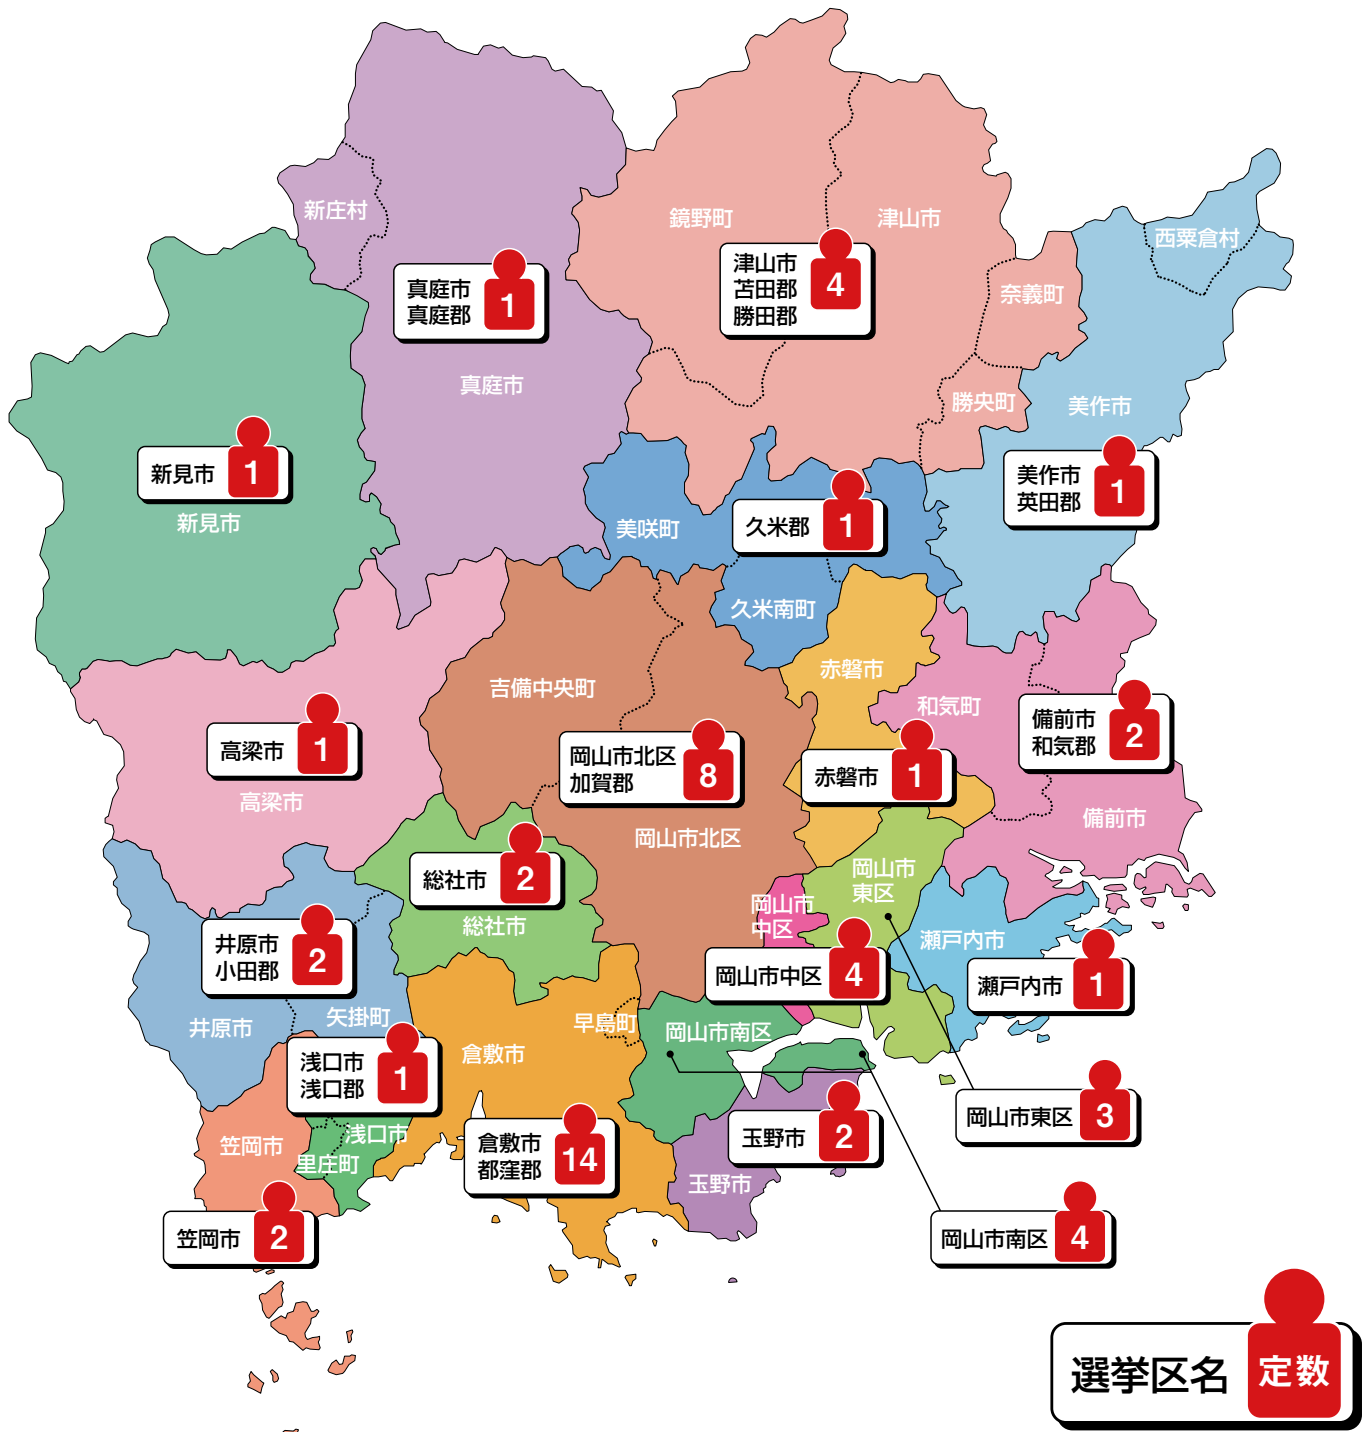 新庄村
鏡野町
津山市
西粟倉村
津山市
苫田郡
勝田郡
4
真庭市
真庭郡
1
奈義町
真庭市
勝央町
美作市
新見市
1
美作市
英田郡
1
新見市
美咲町
久米郡
1
久米南町
赤磐市
吉備中央町
和気町
備前市
和気郡
2
高梁市
1
岡山市北区
加賀郡
8
赤磐市
1
高梁市
備前市
岡山市北区
総社市
2
岡山市
東区
岡山市
中区
総社市
瀬戸内市
井原市
小田郡
2
岡山市中区
4
瀬戸内市
1
井原市
矢掛町
早島町
岡山市南区
倉敷市
浅口市
浅口郡
1
岡山市東区
3
浅口市
玉野市
2
笠岡市
里庄町
倉敷市
都窪郡
14
玉野市
笠岡市
2
岡山市南区
4
選挙区名
定数